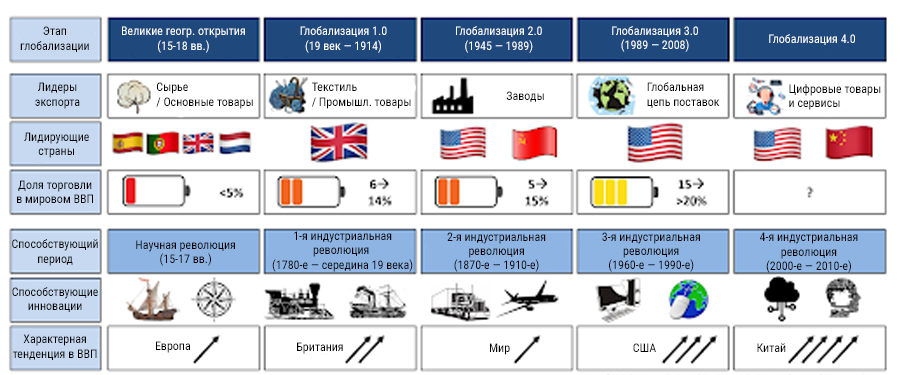 Этап
глобализации
Великие геогр. открытия
(15-18 вв.)
Глобализация 1.0
(19 век — 1914)
Глобализация 2.0
(1945 — 1989)
Глобализация 3.0
(1989 — 2008)
Глобализация 4.0
Лидеры
экспорта
Сырье
/ Основные товары
Текстиль
/ Промышл. товары
Заводы
Глобальная
цепь поставок
Цифровые товары
и сервисы
Лидирующие
страны
Доля торговли
в мировом ВВП
<5%
6→
14%
5→
15%
15→
>20%
?
Способствующий
период
Научная революция
(15-17 вв.)
1-я индустриальная
революция
(1780-е — середина 19 века)
2-я индустриальная
революция
(1870-е — 1910-е)
3-я индустриальная
революция
(1960-е — 1990-е)
4-я индустриальная
революция
(2000-е — 2010-е)
Способствующие
инновации
Характерная
тенденция в ВВП
Европа
Британия
Мир
США
Китай